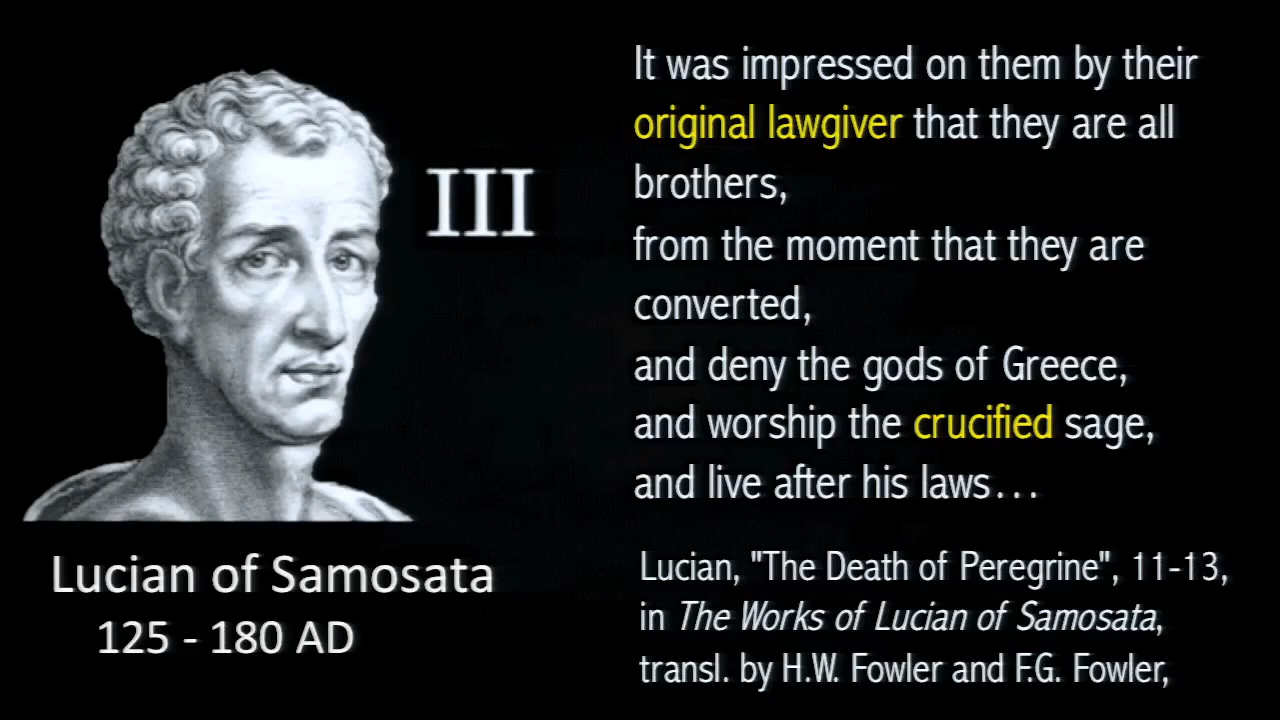 III
Lucian of Samosata
125 - 180 AD
It was impressed on them by their
original lawgiver that they are all
brothers,
from the moment that they are
converted,
and deny the gods of Greece,
and worship the crucified sage,
and live after his laws...
Lucian, "The Death of Peregrine", 11-13,
in The Works of Lucian of Samosata,
transl. by H.W. Fowler and F.G. Fowler,